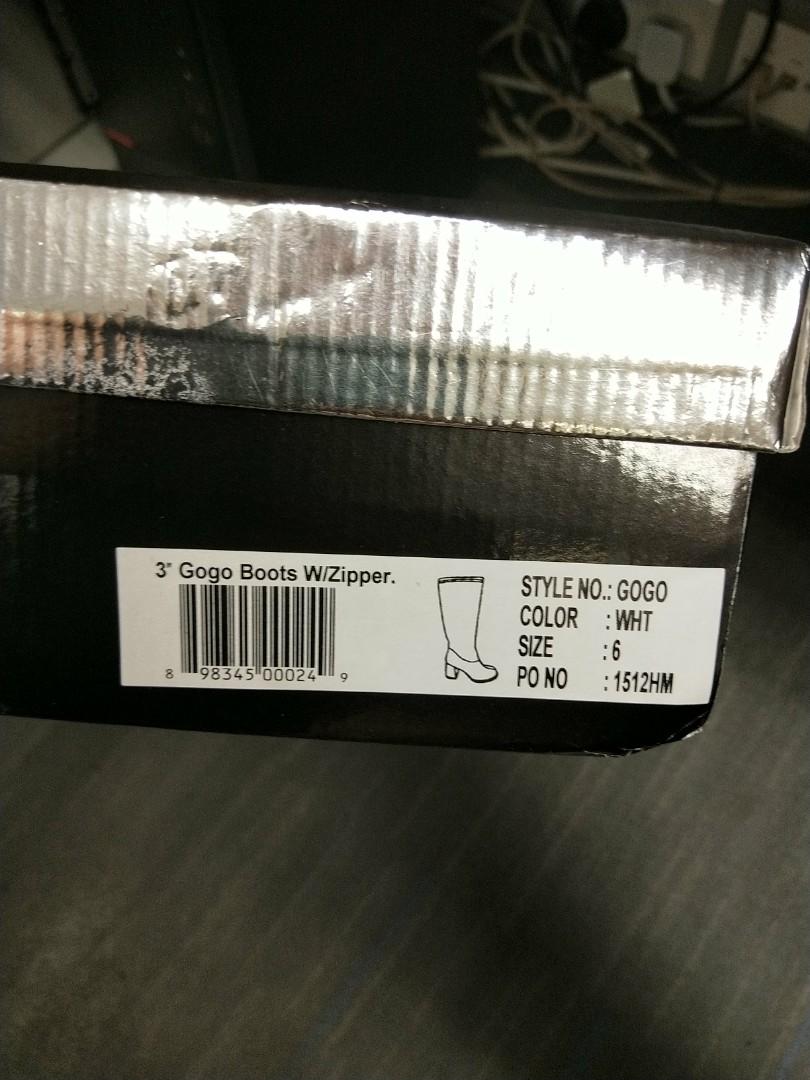 3" Gogo Boots W/Zipper.
8 98345 00024 9
STYLE NO.: GOGO
COLOR : WHT
SIZE : 6
PO NO : 1512HM